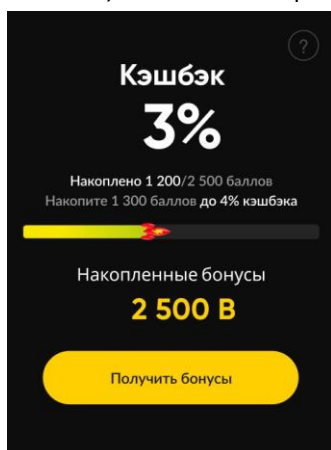 ?
Кэшбэк
3%
Накоплено 1 200/2 500 баллов
Накопите 1 300 баллов до 4% кэшбека
Накопленные бонусы
2 500 В
Получить бонусы